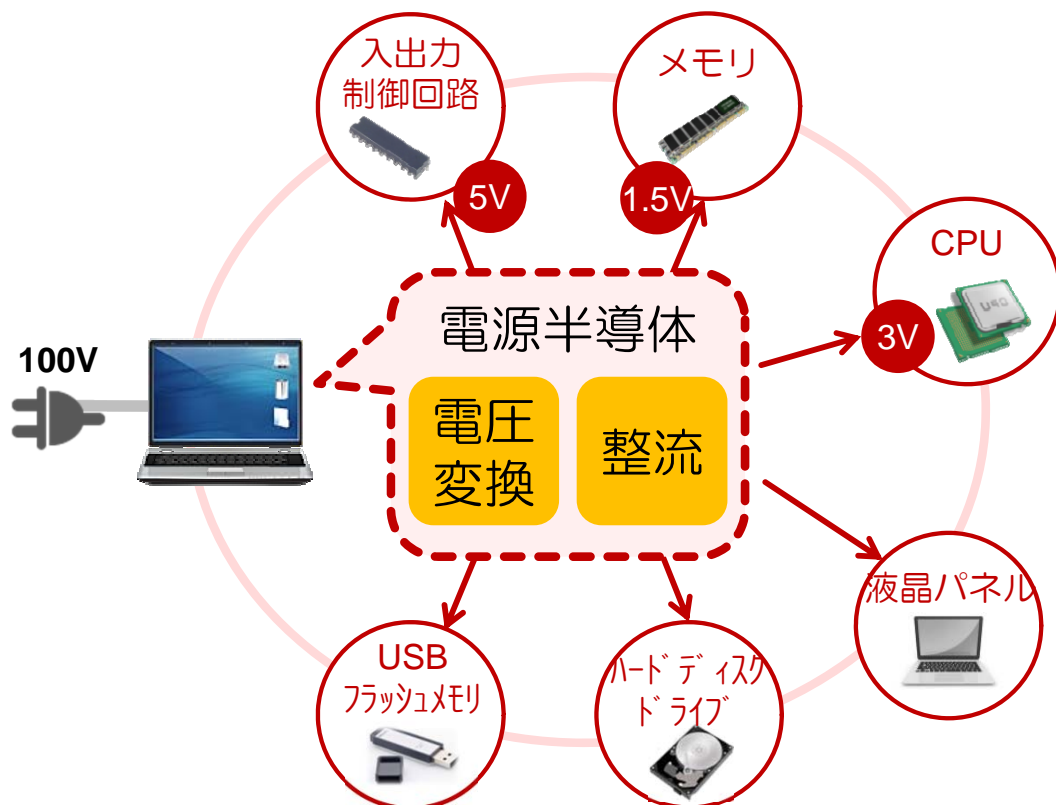 入出力
制御回路
5V
メモリ
1.5V
CPU
3V
100V
電源半導体
電圧
変換
整流
液晶パネル
USB
フラッシュメモリ
ハードディスク
ドライブ